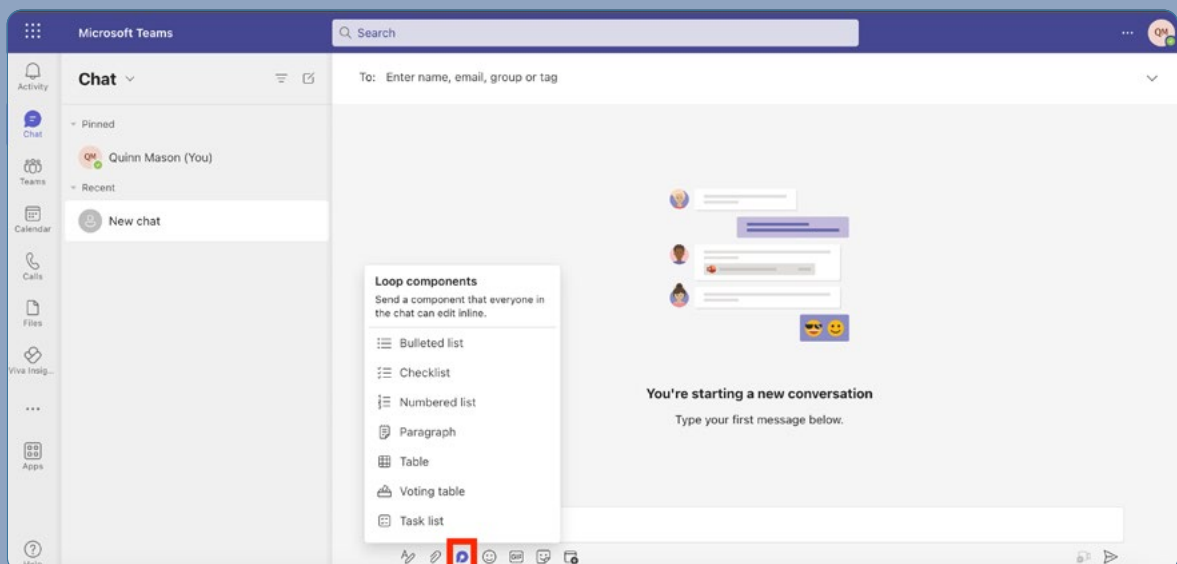 Microsoft Teams
Search
QM
Activity
Chat
Teams
Calendar
Calls
Files
Viva Insig...
Apps
Help
Chat
Pinned
QM
Quinn Mason (You)
Recent
New chat
To: Enter name, email, group or tag
You're starting a new conversation
Type your first message below.
Loop components
Send a component that everyone in
the chat can edit inline.
Bulleted list
Checklist
Numbered list
Paragraph
Table
Voting table
Task list
GIF